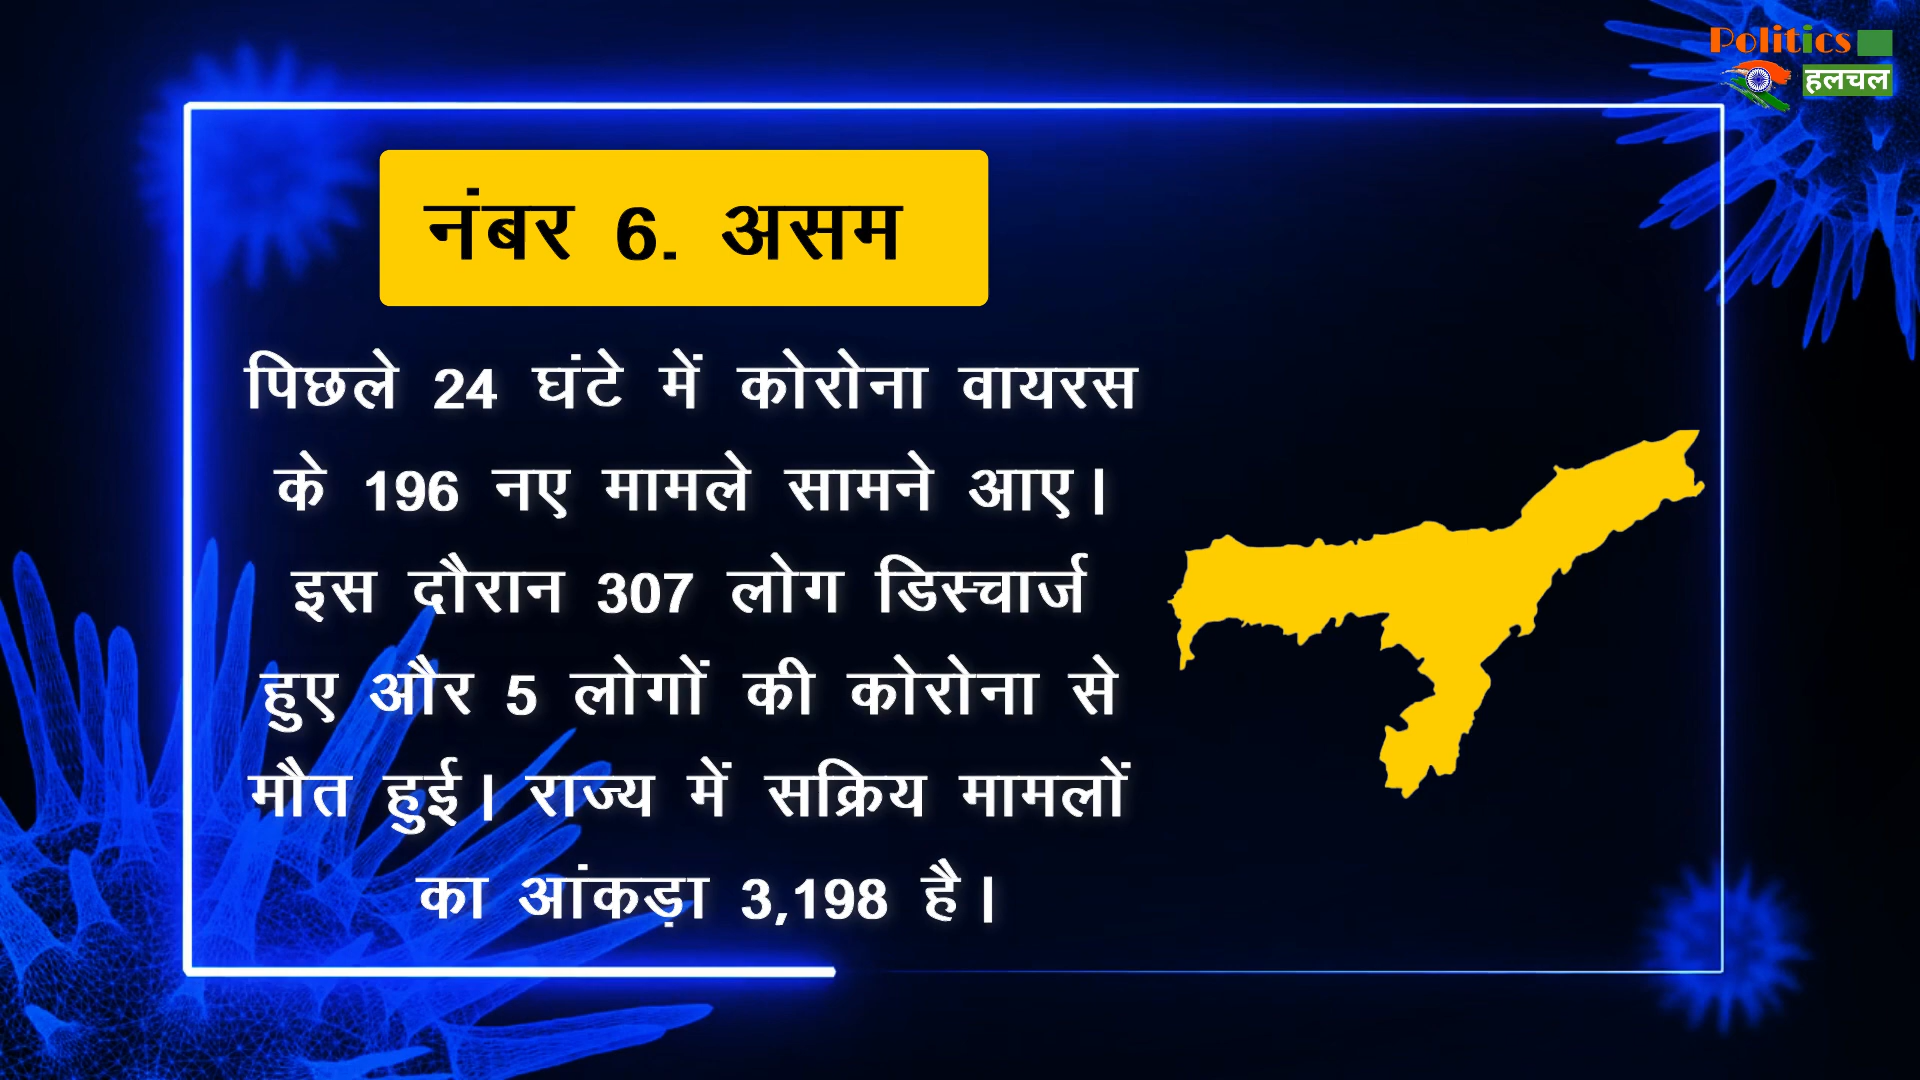 Politics
हलचल
नंबर 6. असम
पिछले 24 घंटे में कोरोना वायरस
के 196 नए मामले सामने आए।
इस दौरान 307 लोग डिस्चार्ज
हुए और 5 लोगों की कोरोना से
मौत हुई। राज्य में सक्रिय मामलों
का आंकड़ा 3,198 है।